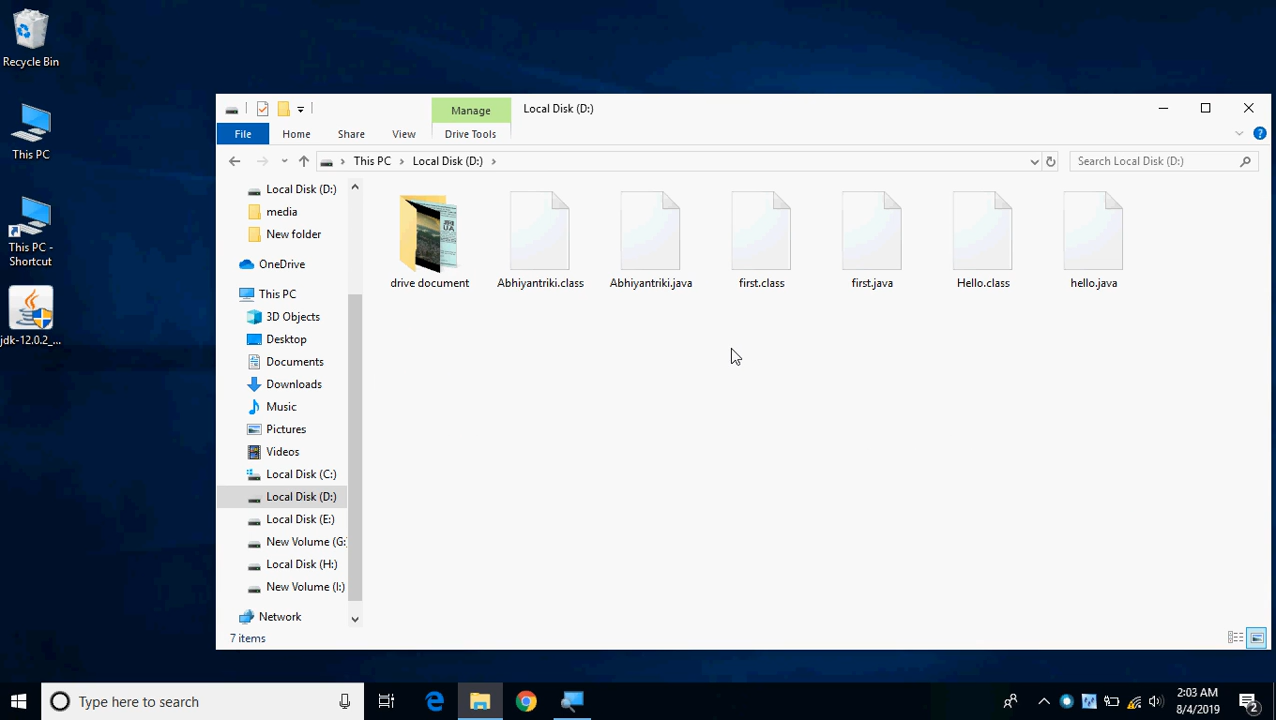 Recycle Bin
This PC
This PC -
Shortcut
jdk-12.0.2_...
Manage
Local Disk (D:)
File
Home
Share
View
Drive Tools
This PC
Local Disk (D:)
Search Local Disk (D:)
Local Disk (D:)
media
New folder
OneDrive
This PC
3D Objects
Desktop
Documents
Downloads
Music
Pictures
Videos
Local Disk (C:)
Local Disk (D:)
Local Disk (E:)
New Volume (G:
Local Disk (H:)
New Volume (I:)
Network
drive document
Abhiyantriki.class
Abhiyantriki.java
first.class
first.java
Hello.class
hello.java
7 items
Type here to search
2:03 AM
8/4/2019
2